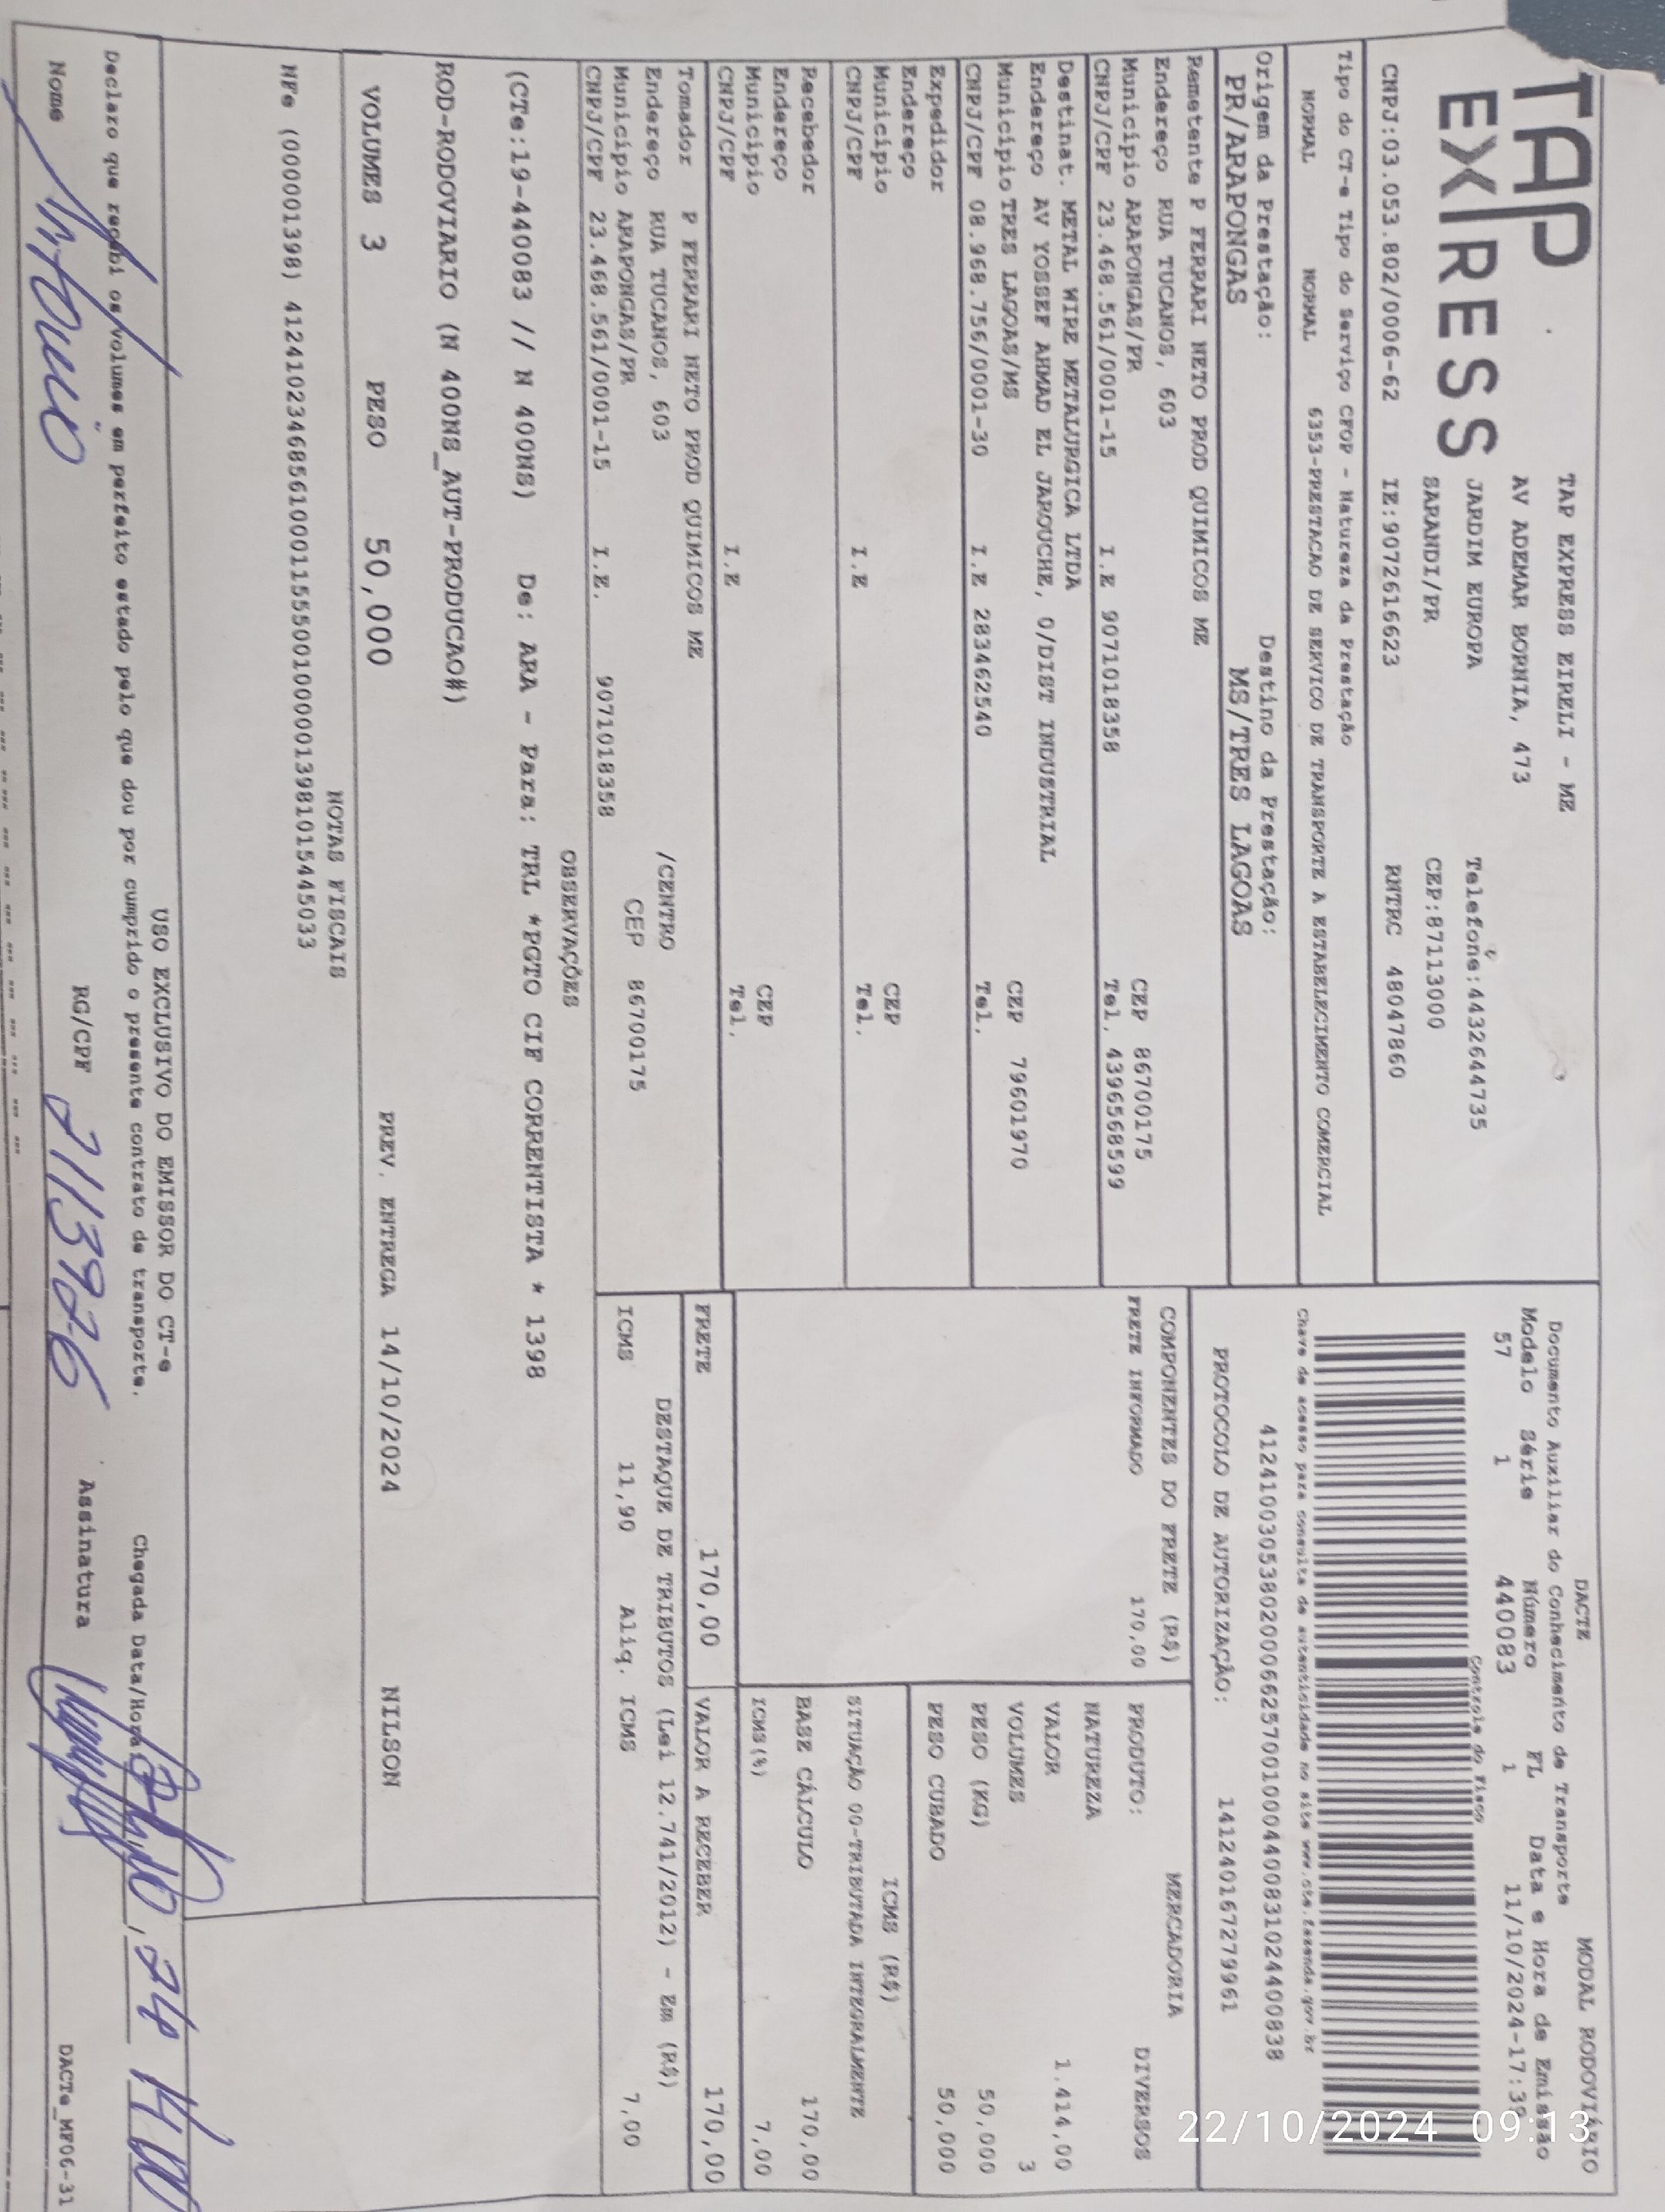 TAP
EXPRESS
TAP EXPRESS EIRELI - ME
AV ADEMAR BORNIA, 473
JARDIM EUROPA Telefone:4432644735
SARANDI/PR CEP:87113000
CNPJ:03.053.802/0006-62 IE:9072616623 RNTRC 48047860
Tipo do CT-e Tipo do Serviço CFOP - Natureza da Prestação
NORMAL NORMAL 6353-PRESTACAO DE SERVICO DE TRANSPORTE A ESTABELECIMENTO COMERCIAL
Origem da Prestação: Destino da Prestação:
PR/ARAPONGAS MS/TRES LAGOAS
Remetente P FERRARI NETO PROD QUIMICOS ME
Endereço RUA TUCANOS, 603
Município ARAPONGAS/PR CEP 86700175
CNPJ/CPF 23.468.561/0001-15 I.E 9071018358 Tel. 4396568599
Destinat. METAL WIRE METALURGICA LTDA
Endereço AV YOSSEF AHMAD EL JAROUCHE, 0/DIST INDUSTRIAL
Município TRES LAGOAS/MS CEP 79601970
CNPJ/CPF 08.968.756/0001-30 I.E 283462540 Tel.
Expedidor
Endereço
Município CEP
CNPJ/CPF I.E Tel.
Recebedor
Endereço
Município CEP
CNPJ/CPF I.E Tel.
Tomador P FERRARI NETO PROD QUIMICOS ME
Endereço RUA TUCANOS, 603 /CENTRO
Município ARAPONGAS/PR CEP 86700175
CNPJ/CPF 23.468.561/0001-15 I.E. 9071018358
DACTE MODAL RODOVIÁRIO
Documento Auxiliar do Conhecimento de Transporte
Modelo Série Número FL Data e Hora de Emissão
57 1 440083 1 11/10/2024-17:39
Controle do Fisco
Chave de acesso para consulta de autenticidade no site www.cte.fazenda.gov.br
41241003053802000662570010004400831024400838
PROTOCOLO DE AUTORIZAÇÃO: 141240167279961
COMPONENTES DO FRETE (R$)
FRETE INFORMADO 170,00
MERCADORIA
PRODUTO: DIVERSOS
NATUREZA
VALOR 1.414,00
VOLUMES 3
PESO (KG) 50,000
PESO CUBADO 50,000
ICMS (R$)
SITUAÇÃO 00-TRIBUTADA INTEGRALMENTE
BASE CÁLCULO 170,00
ICMS(%) 7,00
FRETE 170,00 VALOR A RECEBER 170,00
DESTAQUE DE TRIBUTOS (Lei 12.741/2012) - Em (R$)
ICMS 11,90 Aliq. ICMS 7,00
OBSERVAÇÕES
(CTe:19-440083 // N 400NS) De: ARA - Para: TRL *PGTO CIF CORRENTISTA * 1398
ROD-RODOVIARIO (N 400NS_AUT-PRODUCAO#)
VOLUMES 3 PESO 50,000 PREV. ENTREGA 14/10/2024 NILSON
NOTAS FISCAIS
NFe (000001398) 41241023468561000115550010000013981015445033
USO EXCLUSIVO DO EMISSOR DO CT-e
Declaro que recebi os volumes em perfeito estado pelo que dou por cumprido o presente contrato de transporte. Chegada Data/Hora
Nome RG/CPF Assinatura
DACTe_MF06-31
22/10/2024 09:13